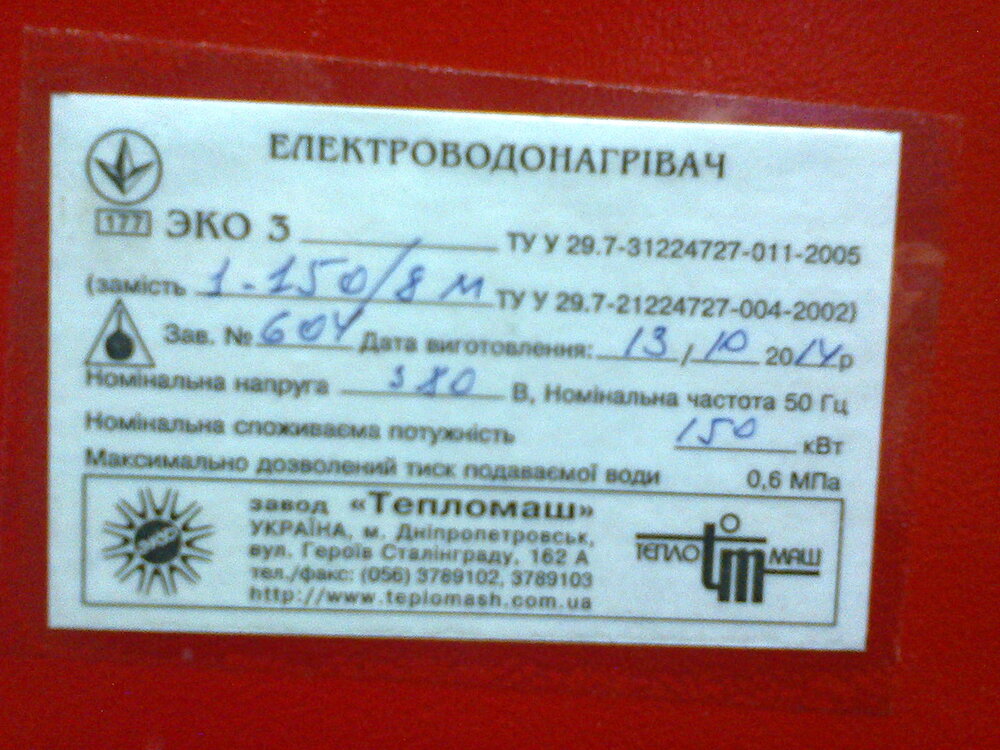 ЕЛЕКТРОВОДОНАГРІВАЧ
177 ЭКО 3 ТУ У 29.7-31224727-011-2005
(замість 1-150/8 м ТУ У 29.7-21224727-004-2002)
Зав. № 604 Дата виготовлення: 13/10 2014р
Номінальна напруга 380 В, Номінальна частота 50 Гц
Номінальна споживаєма потужність 150 кВт
Максимально дозволений тиск подаваємої води 0,6 МПа
завод «Тепломаш»
УКРАЇНА, м. Дніпропетровськ,
вул. Героїв Сталінграду, 162 А
тел./факс: (056) 3789102, 3789103
http://www.teplomash.com.ua
ТЕПЛО тм МАШ